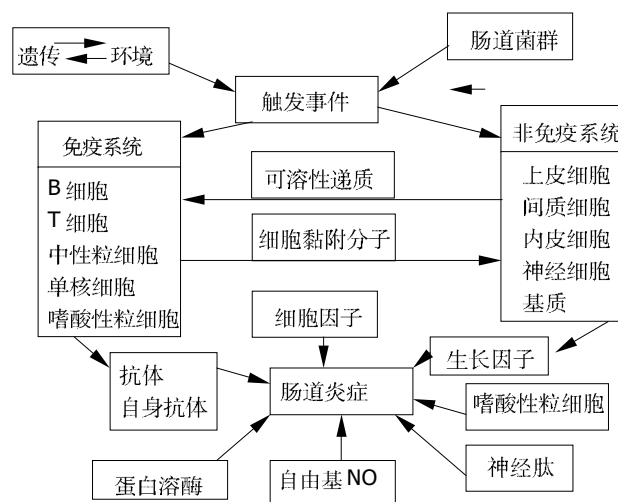 遗传 环境
肠道菌群
触发事件
免疫系统
B细胞
T细胞
中性粒细胞
单核细胞
嗜酸性粒细胞
可溶性递质
细胞黏附分子
非免疫系统
上皮细胞
间质细胞
内皮细胞
神经细胞
基质
细胞因子
抗体
自身抗体
肠道炎症
生长因子
嗜酸性粒细胞
蛋白溶酶
自由基NO
神经肽